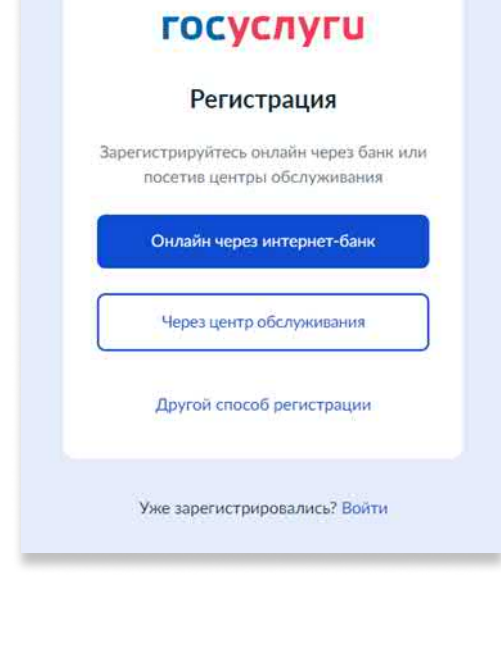 госуслуги
Регистрация
Зарегистрируйтесь онлайн через банк или
посетив центры обслуживания
Онлайн через интернет-банк
Через центр обслуживания
Другой способ регистрации
Уже зарегистрировались? Войти